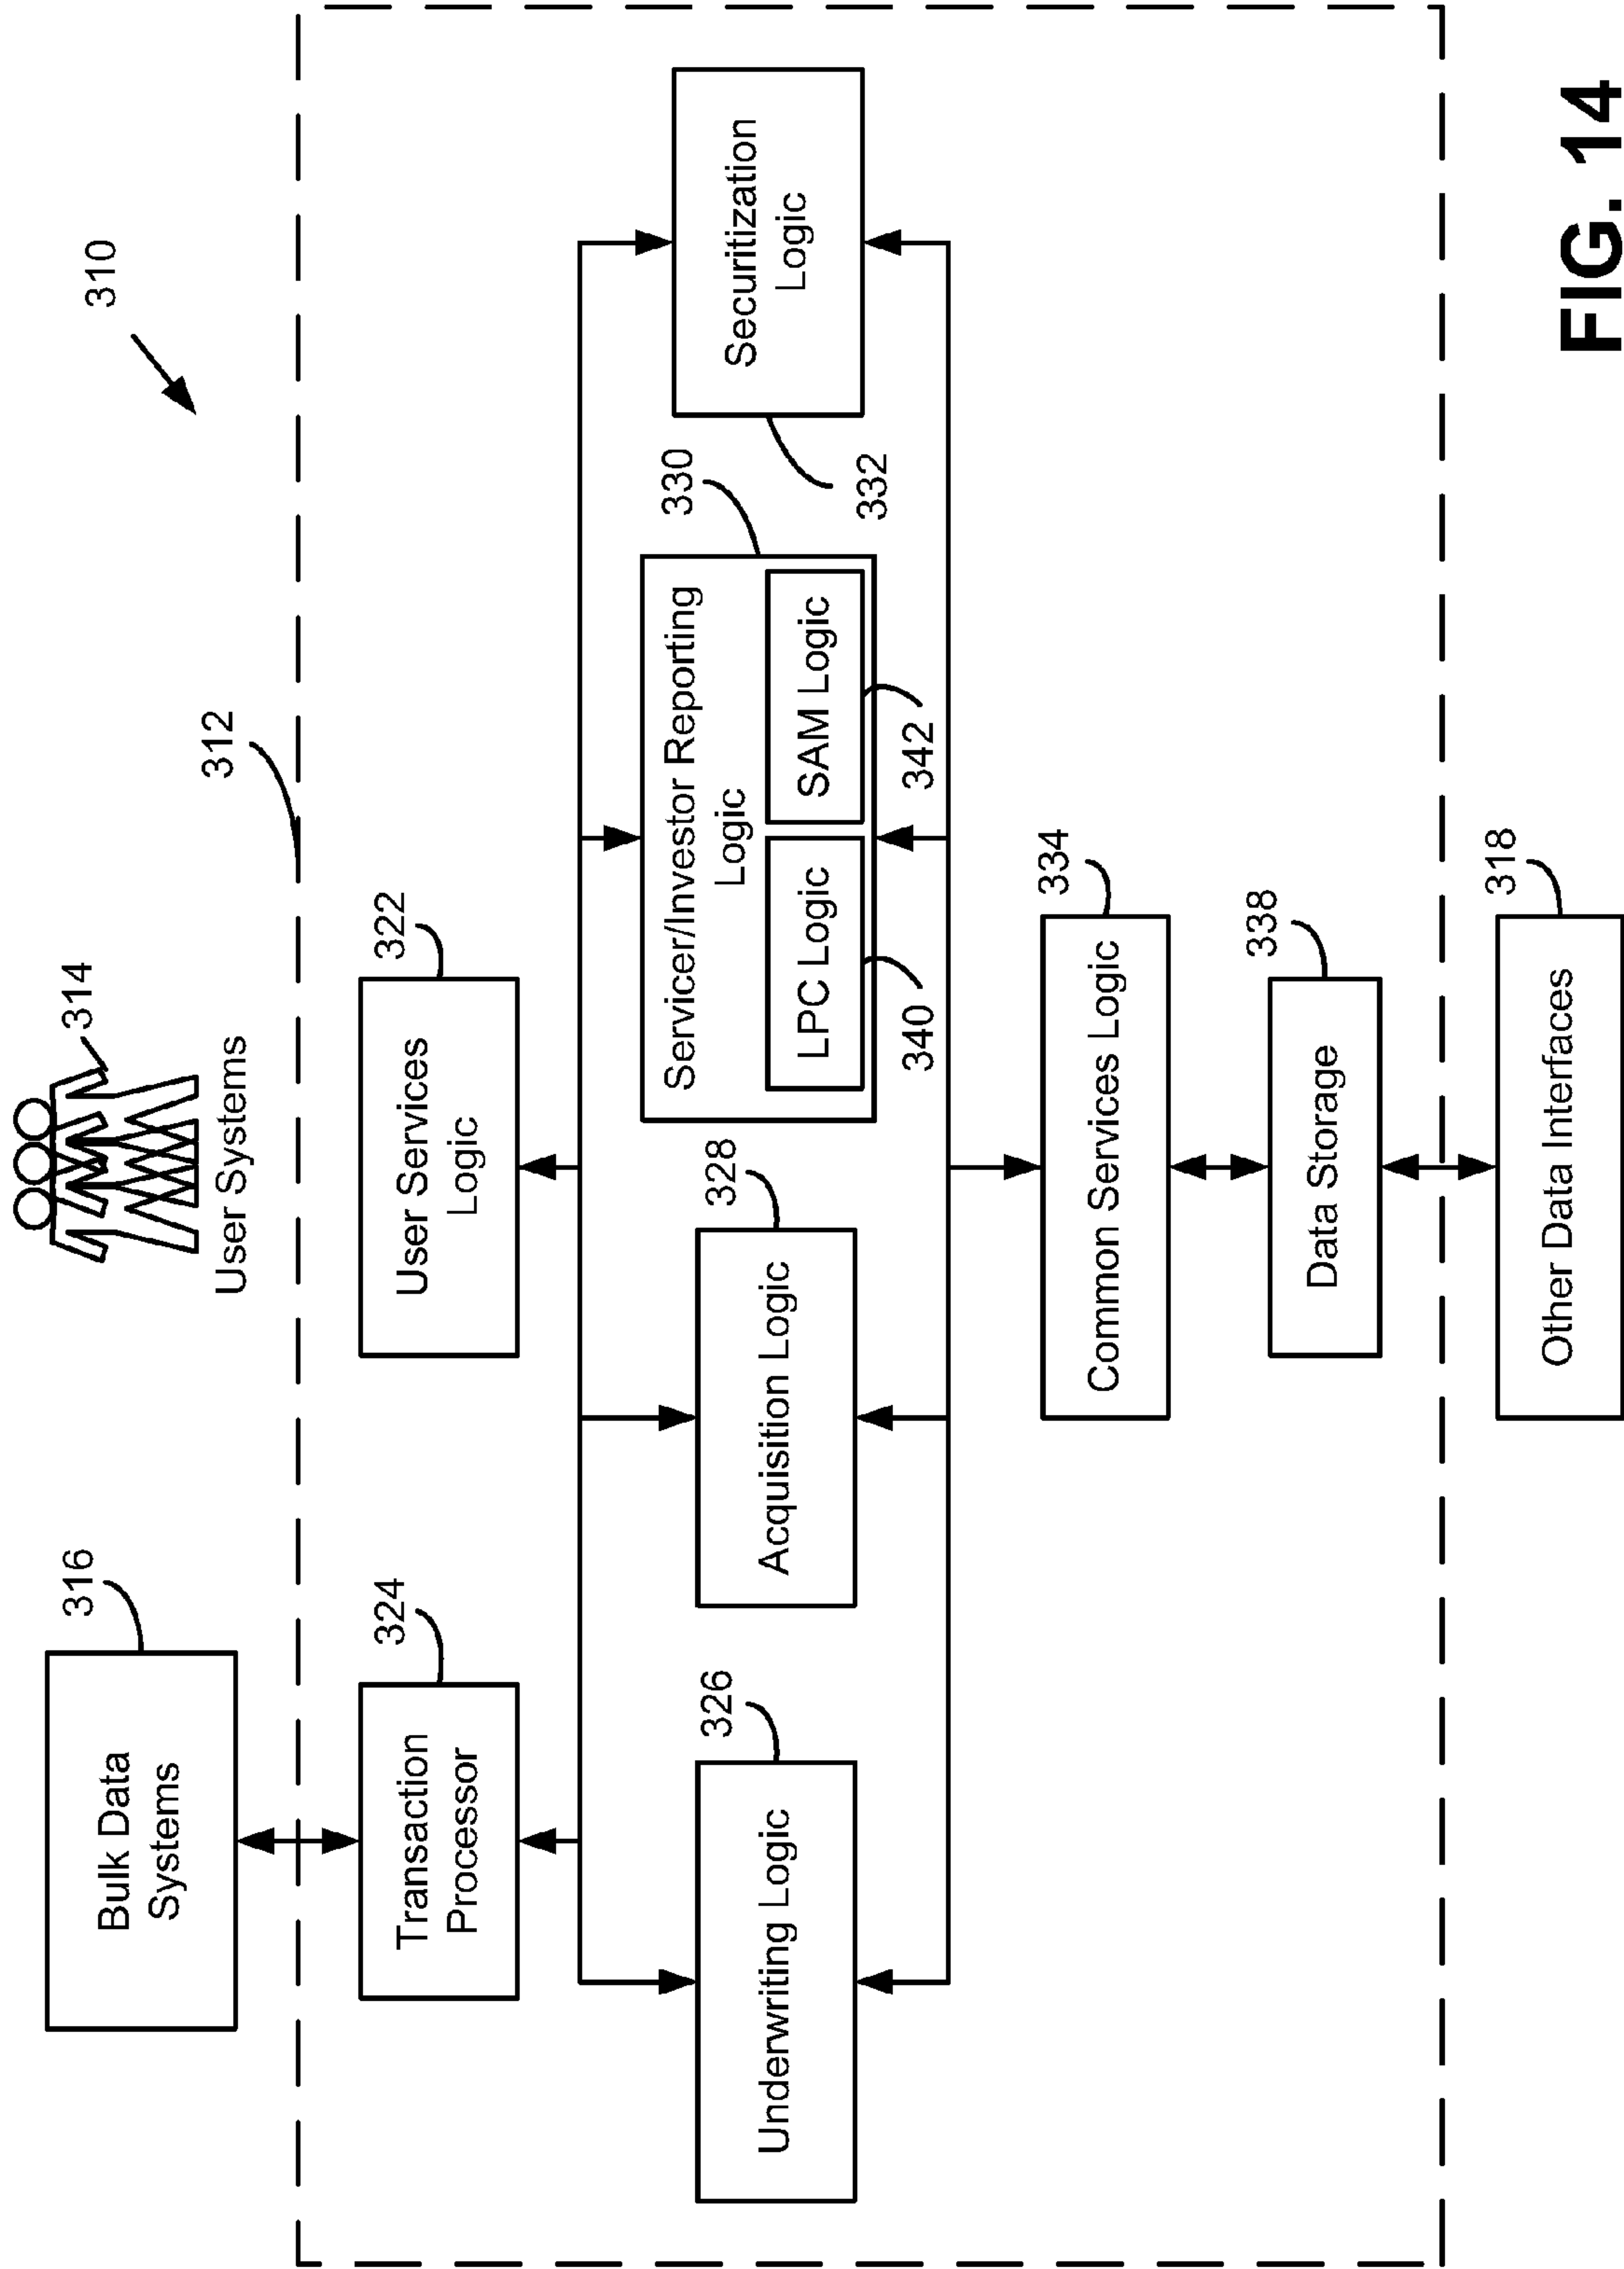 310
314
User Systems
316
Bulk Data
Systems
312
324
Transaction
Processor
322
User Services
Logic
326
Underwriting Logic
328
Acquisition Logic
330
Servicer/Investor Reporting
Logic
LPC Logic
SAM Logic
340
342
Securitization
Logic
332
334
Common Services Logic
338
Data Storage
318
Other Data Interfaces
FIG. 14